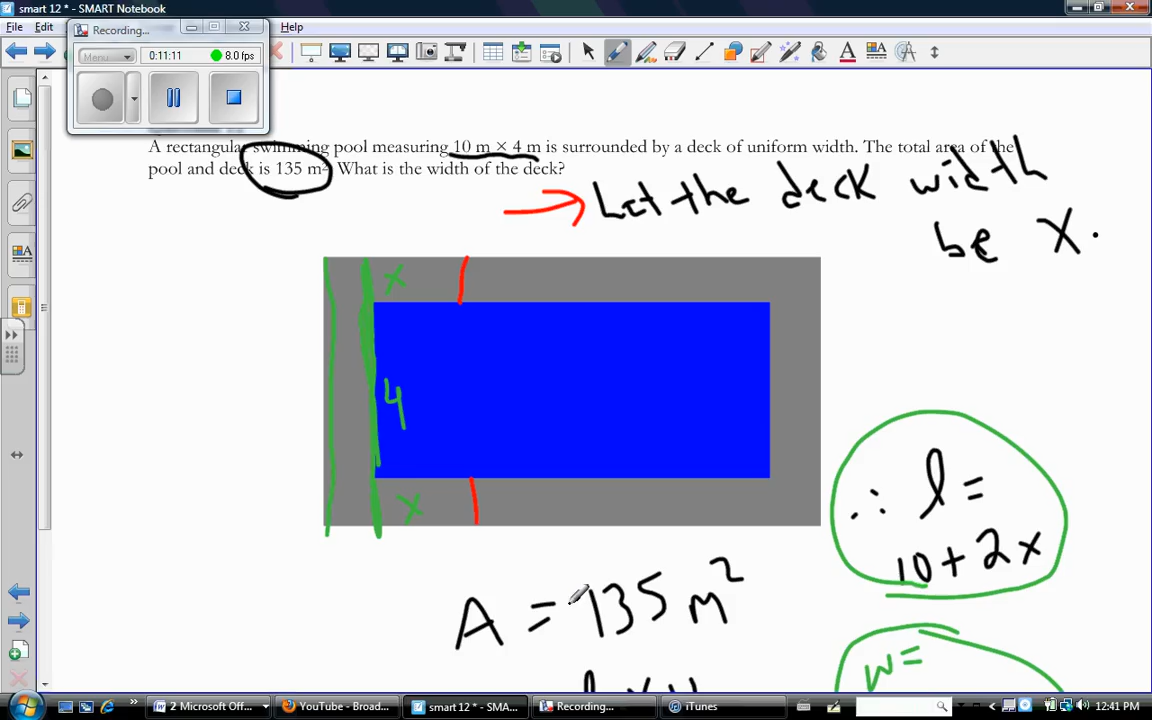 smart 12 * - SMART Notebook
File Edit Help
Recording...
Menu 0:11:11 8.0 fps
A rectangular swimming pool measuring 10 m × 4 m is surrounded by a deck of uniform width. The total area of the
pool and deck is 135 m². What is the width of the deck?
Let the deck width
be x.
x
4
x
∴ l =
10 + 2x
A = 135 m²
w =
2 Microsoft Offi... YouTube - Broad... smart 12 * - SMA... Recording... iTunes 12:41 PM